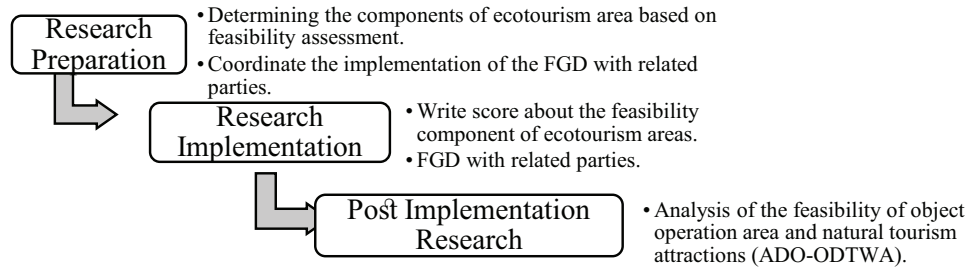 Research
Preparation
• Determining the components of ecotourism area based on
feasibility assessment.
• Coordinate the implementation of the FGD with related
parties.
Research
Implementation
• Write score about the feasibility
component of ecotourism areas.
• FGD with related parties.
Post Implementation
Research
• Analysis of the feasibility of object
operation area and natural tourism
attractions (ADO-ODTWA).